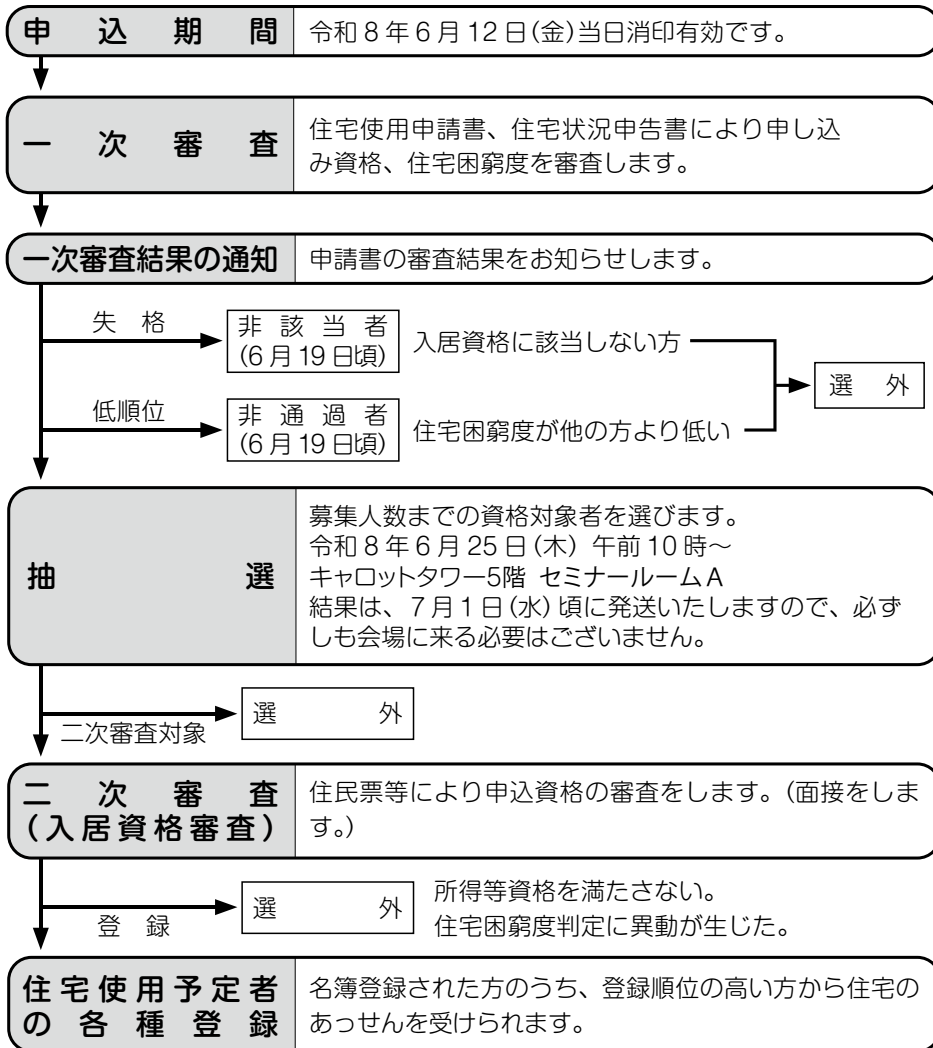 申込期間
令和8年6月12日(金)当日消印有効です。
一次審査
住宅使用申請書、住宅状況申告書により申し込
み資格、住宅困窮度を審査します。
一次審査結果の通知
申請書の審査結果をお知らせします。
失格
非該当者
(6月19日頃)
入居資格に該当しない方
選外
低順位
非通過者
(6月19日頃)
住宅困窮度が他の方より低い
抽選
募集人数までの資格対象者を選びます。
令和8年6月25日(木) 午前10時～
キャロットタワー5階 セミナールームA
結果は、7月1日(水)頃に発送いたしますので、必ず
しも会場に来る必要はございません。
選外
二次審査対象
二次審査
(入居資格審査)
住民票等により申込資格の審査をします。(面接をしま
す。)
登録
選外
所得等資格を満たさない。
住宅困窮度判定に異動が生じた。
住宅使用予定者
の各種登録
名簿登録された方のうち、登録順位の高い方から住宅の
あっせんを受けられます。